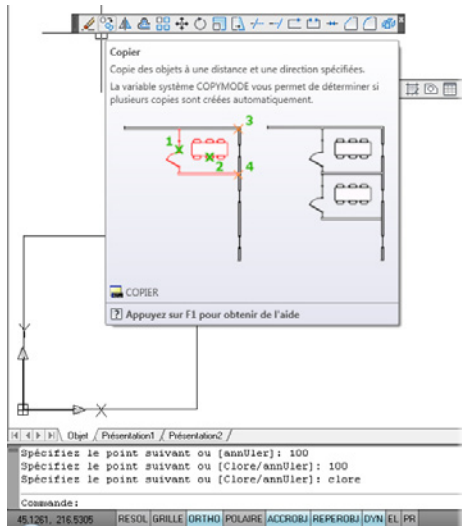 Copier
Copie des objets à une distance et une direction spécifiées.
La variable système COPYMODE vous permet de déterminer si
plusieurs copies sont créées automatiquement.
3
1
2
4
COPIER
? Appuyez sur F1 pour obtenir de l'aide
Y
X
Objet / Présentation1 / Présentation2 /
Spécifiez le point suivant ou [annUler]: 100
Spécifiez le point suivant ou [Clore/annUler]: 100
Spécifiez le point suivant ou [Clore/annUler]: clore
Commande:
45.1261, 216.5305 RESOL GRILLE ORTHO POLAIRE ACCROBJ REPEROBJ DYN EL PR